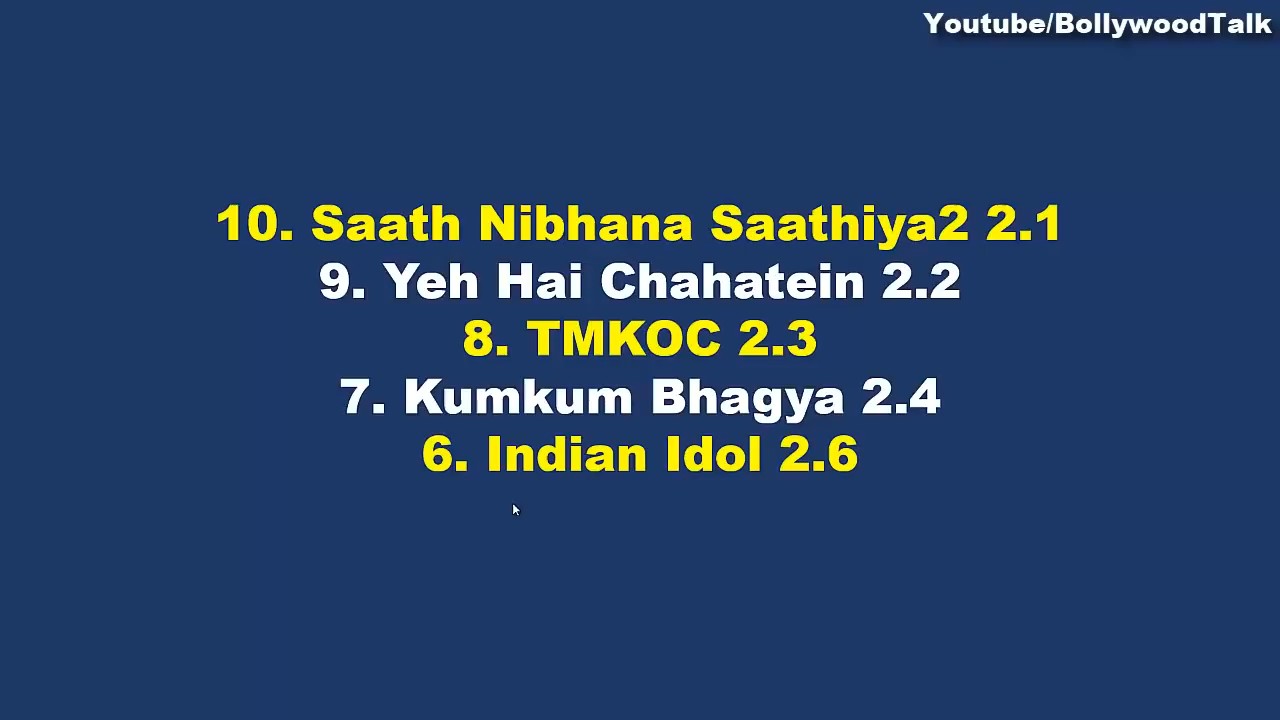 Youtube/BollywoodTalk
10. Saath Nibhana Saathiya2 2.1
9. Yeh Hai Chahatein 2.2
8. TMKOC 2.3
7. Kumkum Bhagya 2.4
6. Indian Idol 2.6